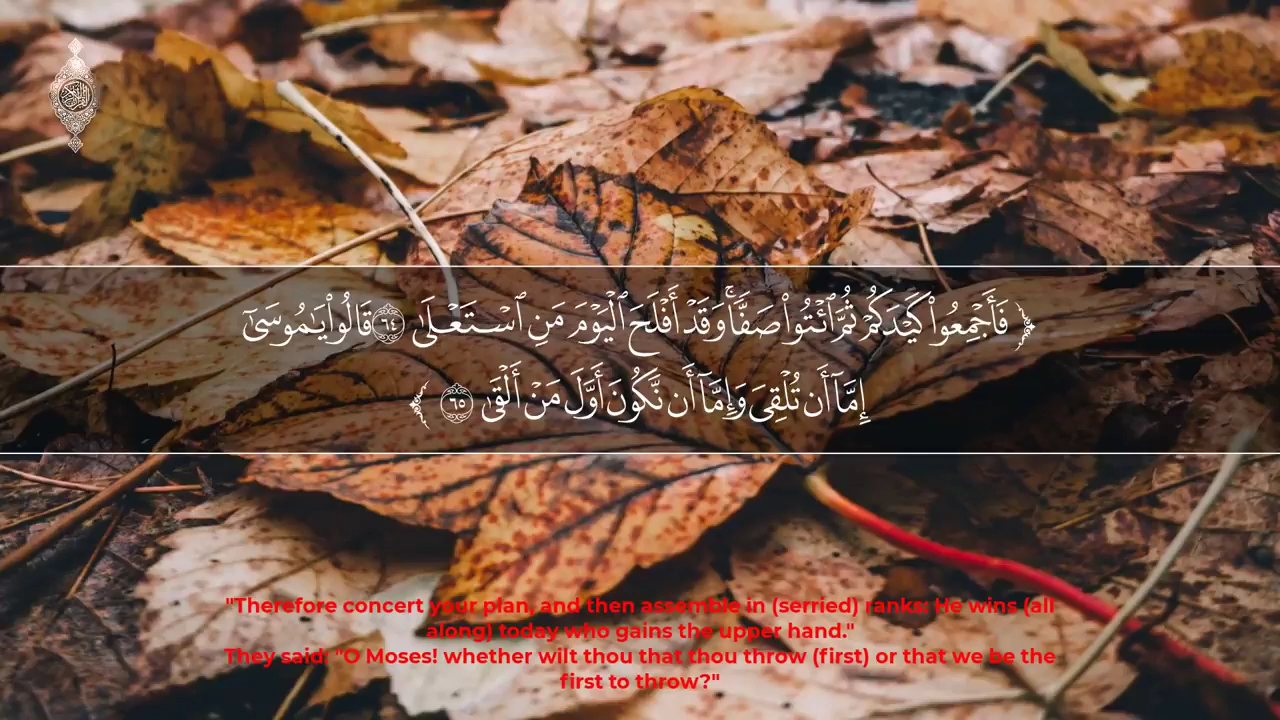 ﴿ فَأَجْمِعُوا۟ كَيْدَكُمْ ثُمَّ ٱئْتُوا۟ صَفًّا ۚ وَقَدْ أَفْلَحَ ٱلْيَوْمَ مَنِ ٱسْتَعْلَىٰ ٦٤ قَالُوا۟ يَـٰمُوسَىٰٓ
إِمَّآ أَن تُلْقِىَ وَإِمَّآ أَن نَّكُونَ أَوَّلَ مَنْ أَلْقَىٰ ٦٥ ﴾
"Therefore concert your plan, and then assemble in (serried) ranks: He wins (all
along) today who gains the upper hand."
They said: "O Moses! whether wilt thou that thou throw (first) or that we be the
first to throw?"